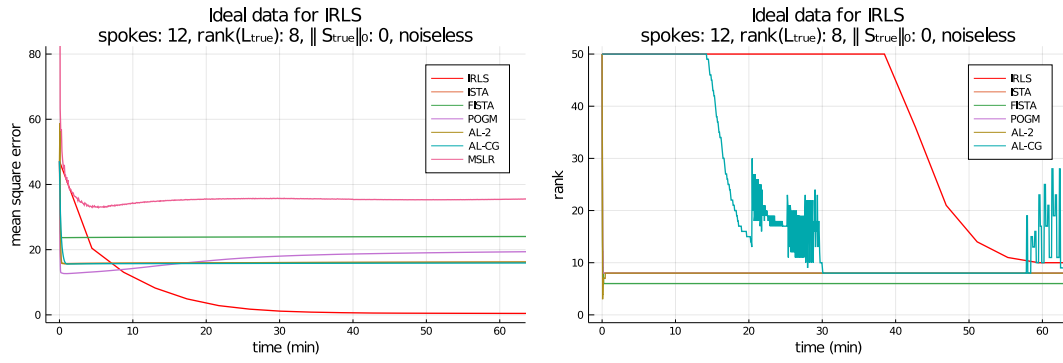 Ideal data for IRLS
spokes: 12, rank(Ltrue): 8, ‖ Strue‖₀: 0, noiseless
80
60
40
20
0
mean square error
0
10
20
30
40
50
60
time (min)
IRLS
ISTA
FISTA
POGM
AL-2
AL-CG
MSLR
Ideal data for IRLS
spokes: 12, rank(Ltrue): 8, ‖ Strue‖₀: 0, noiseless
50
40
30
20
10
0
rank
0
10
20
30
40
50
60
time (min)
IRLS
ISTA
FISTA
POGM
AL-2
AL-CG